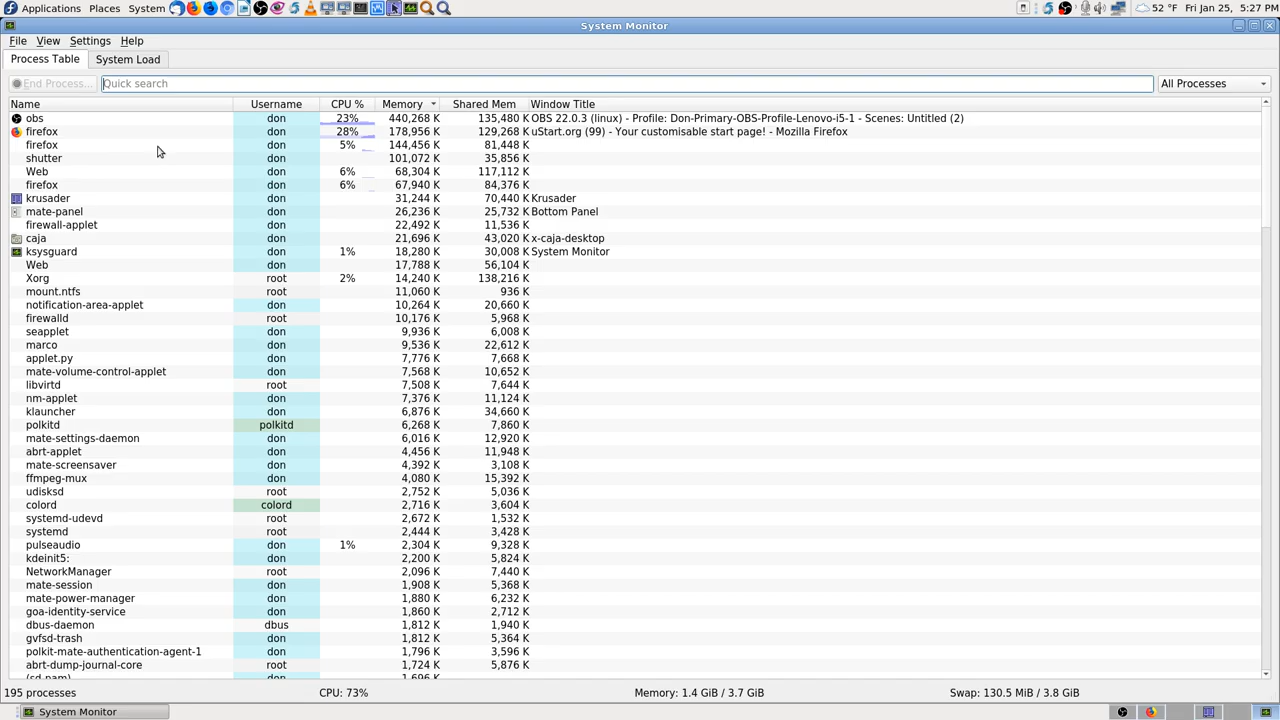 Applications Places System 52 °F Fri Jan 25, 5:27 PM
System Monitor
File View Settings Help
Process Table System Load
End Process... Quick search All Processes
Name Username CPU % Memory Shared Mem Window Title
obs don 23% 440,268 K 135,480 K OBS 22.0.3 (linux) - Profile: Don-Primary-OBS-Profile-Lenovo-i5-1 - Scenes: Untitled (2)
firefox don 28% 178,956 K 129,268 K uStart.org (99) - Your customisable start page! - Mozilla Firefox
firefox don 5% 144,456 K 81,448 K
shutter don 101,072 K 35,856 K
Web don 6% 68,304 K 117,112 K
firefox don 6% 67,940 K 84,376 K
krusader don 31,244 K 70,440 K Krusader
mate-panel don 26,236 K 25,732 K Bottom Panel
firewall-applet don 22,492 K 11,536 K
caja don 21,696 K 43,020 K x-caja-desktop
ksysguard don 1% 18,280 K 30,008 K System Monitor
Web don 17,788 K 56,104 K
Xorg root 2% 14,240 K 138,216 K
mount.ntfs root 11,060 K 936 K
notification-area-applet don 10,264 K 20,660 K
firewalld root 10,176 K 5,968 K
seapplet don 9,936 K 6,008 K
marco don 9,536 K 22,612 K
applet.py don 7,776 K 7,668 K
mate-volume-control-applet don 7,568 K 10,652 K
libvirtd root 7,508 K 7,644 K
nm-applet don 7,376 K 11,124 K
klauncher don 6,876 K 34,660 K
polkitd polkitd 6,268 K 7,860 K
mate-settings-daemon don 6,016 K 12,920 K
abrt-applet don 4,456 K 11,948 K
mate-screensaver don 4,392 K 3,108 K
ffmpeg-mux don 4,080 K 15,392 K
udisksd root 2,752 K 5,036 K
colord colord 2,716 K 3,604 K
systemd-udevd root 2,672 K 1,532 K
systemd root 2,444 K 3,428 K
pulseaudio don 1% 2,304 K 9,328 K
kdeinit5: don 2,200 K 5,824 K
NetworkManager root 2,096 K 7,440 K
mate-session don 1,908 K 5,368 K
mate-power-manager don 1,880 K 6,232 K
goa-identity-service don 1,860 K 2,712 K
dbus-daemon dbus 1,812 K 1,940 K
gvfsd-trash don 1,812 K 5,364 K
polkit-mate-authentication-agent-1 don 1,796 K 3,596 K
abrt-dump-journal-core root 1,724 K 5,876 K
(sd-pam) don 1,696 K
195 processes CPU: 73% Memory: 1.4 GiB / 3.7 GiB Swap: 130.5 MiB / 3.8 GiB
System Monitor